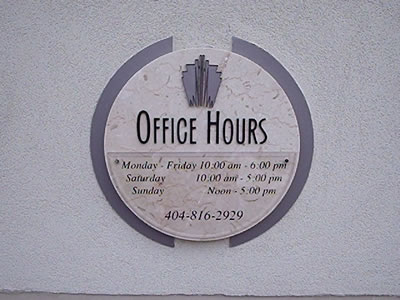 OFFICE HOURS
Monday - Friday 10:00 am - 6:00 pm
Saturday 10:00 am - 5:00 pm
Sunday Noon - 5:00 pm
404-816-2929